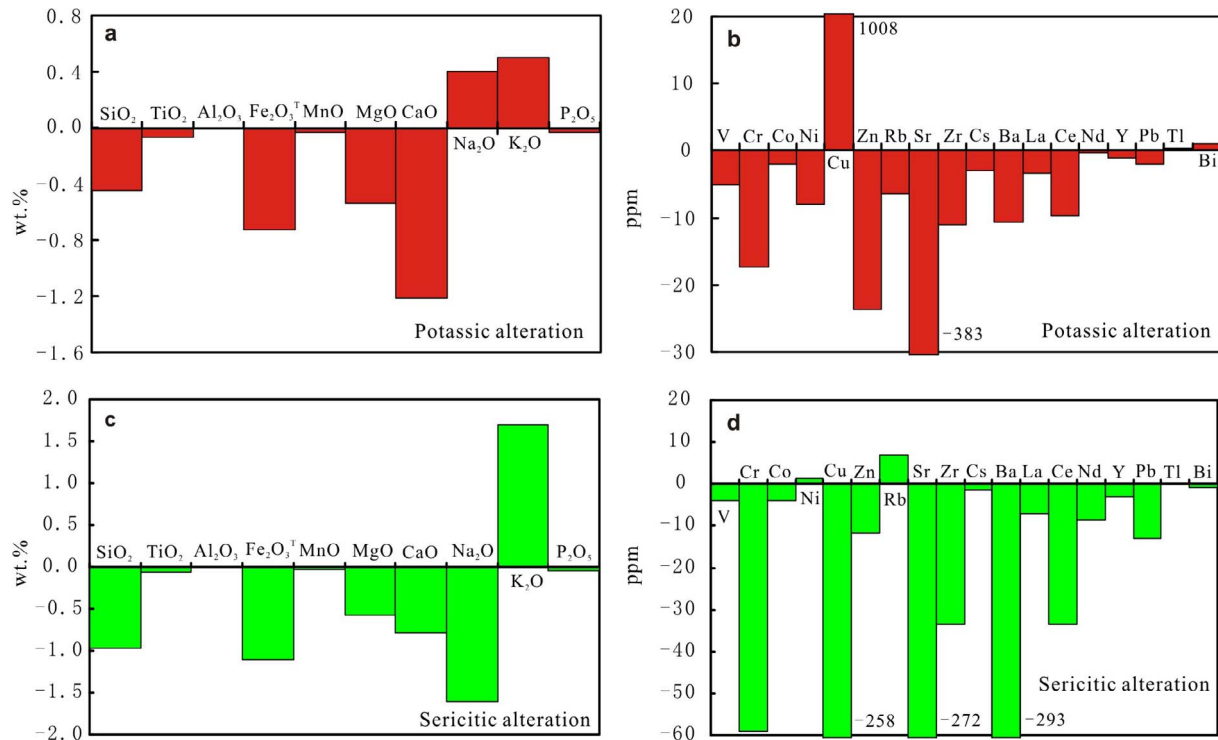 a
0.8
0.4
0.0
-0.4
-0.8
-1.2
-1.6
wt.%
SiO₂ TiO₂ Al₂O₃ Fe₂O₃ᵀ MnO MgO CaO P₂O₅
Na₂O K₂O
Potassic alteration
b
20
10
0
-10
-20
-30
ppm
1008
V Cr Co Ni Zn Rb Sr Zr Cs Ba La Ce Nd Y Pb Tl
Cu Bi
-383
Potassic alteration
c
2.0
1.5
1.0
0.5
0.0
-0.5
-1.0
-1.5
-2.0
wt.%
SiO₂ TiO₂ Al₂O₃ Fe₂O₃ᵀ MnO MgO CaO Na₂O P₂O₅
K₂O
Sericitic alteration
d
20
10
0
-10
-20
-30
-40
-50
-60
ppm
Cr Co Cu Zn Sr Zr Cs Ba La Ce Nd Y Pb Tl Bi
V Ni Rb
Sericitic alteration
-258 -272 -293